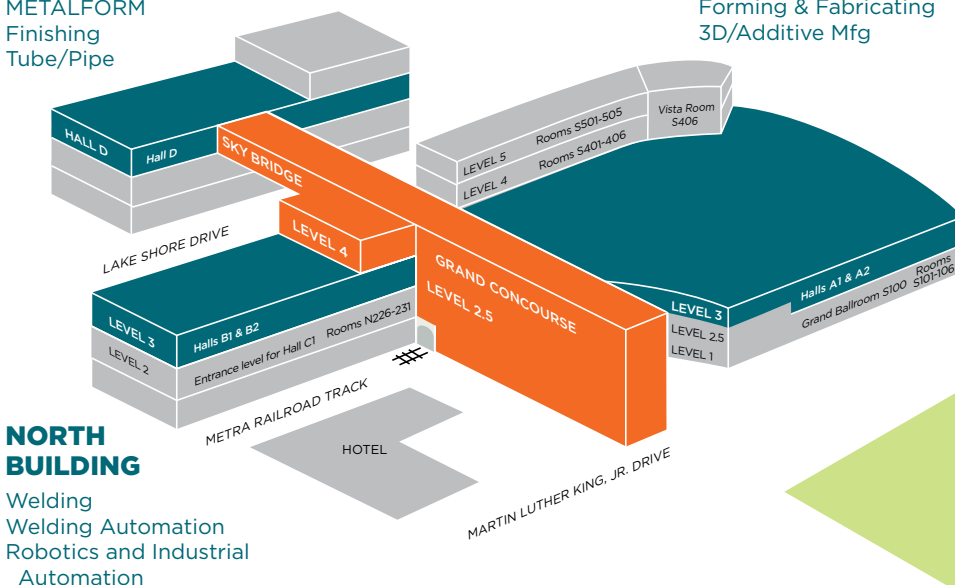 METALFORM
Finishing
Tube/Pipe
Forming & Fabricating
3D/Additive Mfg
HALL D
Hall D
SKY BRIDGE
LEVEL 5
Rooms S501-505
LEVEL 4
Rooms S401-406
Vista Room
S406
LAKE SHORE DRIVE
LEVEL 4
GRAND CONCOURSE
LEVEL 2.5
LEVEL 3
Halls B1 & B2
LEVEL 2
Entrance level for Hall C1
Rooms N226-231
LEVEL 3
Halls A1 & A2
LEVEL 2.5
Grand Ballroom S100
Rooms
S101-106
LEVEL 1
METRA RAILROAD TRACK
HOTEL
MARTIN LUTHER KING, JR. DRIVE
NORTH
BUILDING
Welding
Welding Automation
Robotics and Industrial
Automation